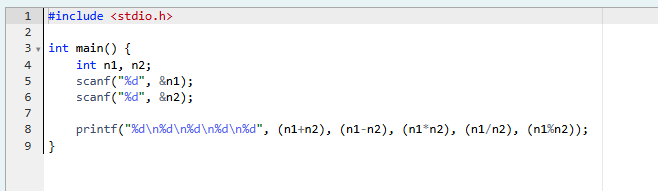 1 #include <stdio.h>
2
3 int main() {
4 int n1, n2;
5 scanf("%d", &n1);
6 scanf("%d", &n2);
7
8 printf("%d\n%d\n%d\n%d\n%d", (n1+n2), (n1-n2), (n1*n2), (n1/n2), (n1%n2));
9 }